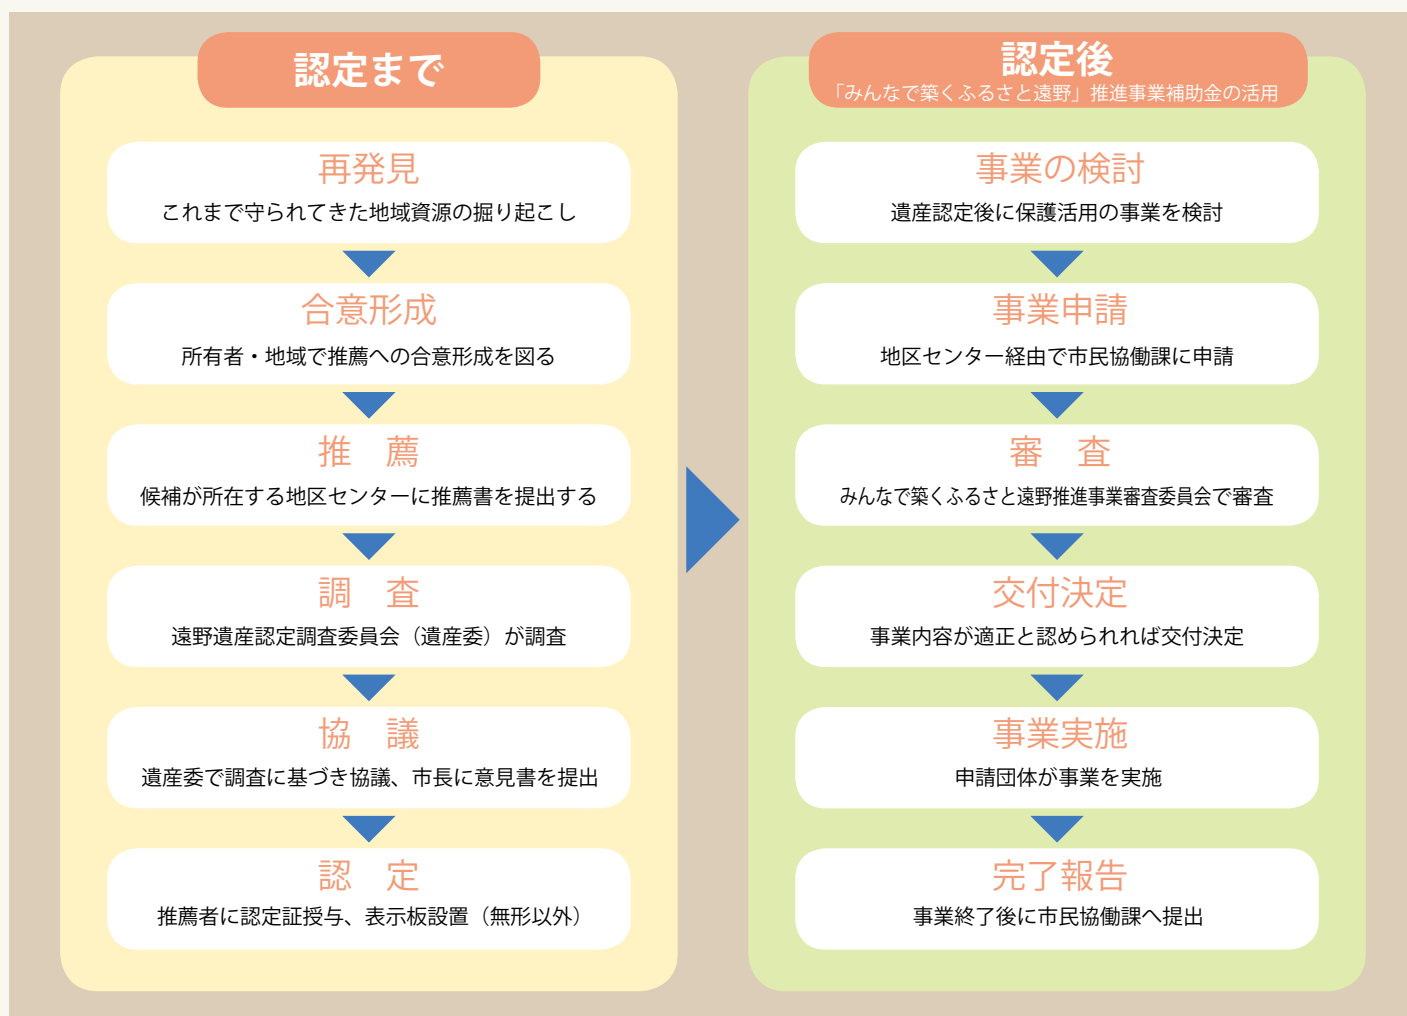 認定まで
再発見
これまで守られてきた地域資源の掘り起こし
合意形成
所有者・地域で推薦への合意形成を図る
推　薦
候補が所在する地区センターに推薦書を提出する
調　査
遠野遺産認定調査委員会（遺産委）が調査
協　議
遺産委で調査に基づき協議、市長に意見書を提出
認　定
推薦者に認定証授与、表示板設置（無形以外）
認定後
「みんなで築くふるさと遠野」推進事業補助金の活用
事業の検討
遺産認定後に保護活用の事業を検討
事業申請
地区センター経由で市民協働課に申請
審　査
みんなで築くふるさと遠野推進事業審査委員会で審査
交付決定
事業内容が適正と認められれば交付決定
事業実施
申請団体が事業を実施
完了報告
事業終了後に市民協働課へ提出